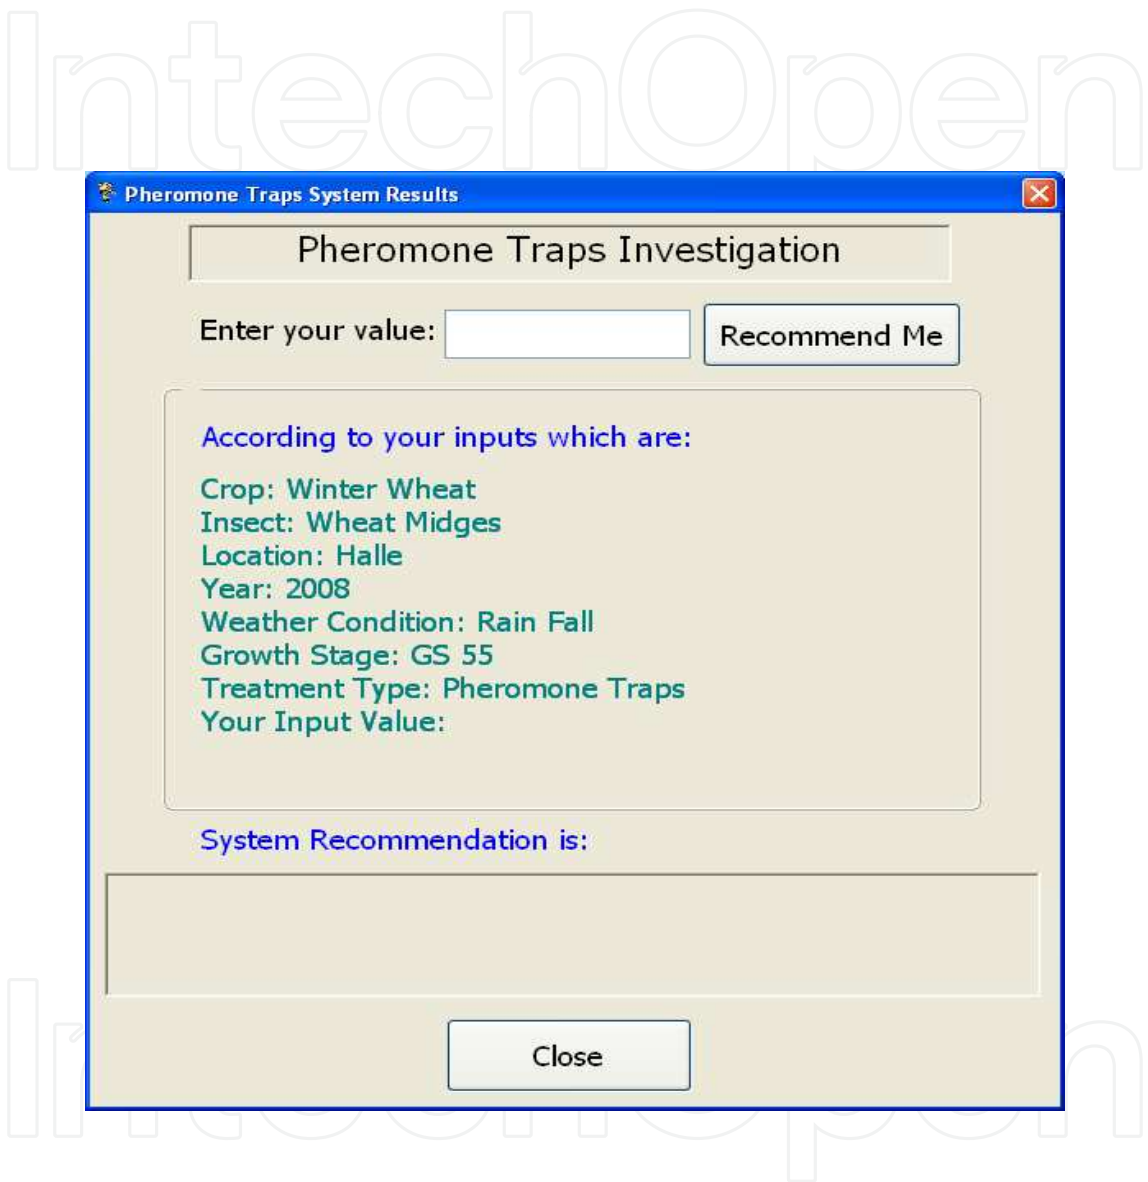 IntechOpen
Pheromone Traps System Results
Pheromone Traps Investigation
Enter your value:
Recommend Me
According to your inputs which are:
Crop: Winter Wheat
Insect: Wheat Midges
Location: Halle
Year: 2008
Weather Condition: Rain Fall
Growth Stage: GS 55
Treatment Type: Pheromone Traps
Your Input Value:
System Recommendation is:
Close
IntechOpen